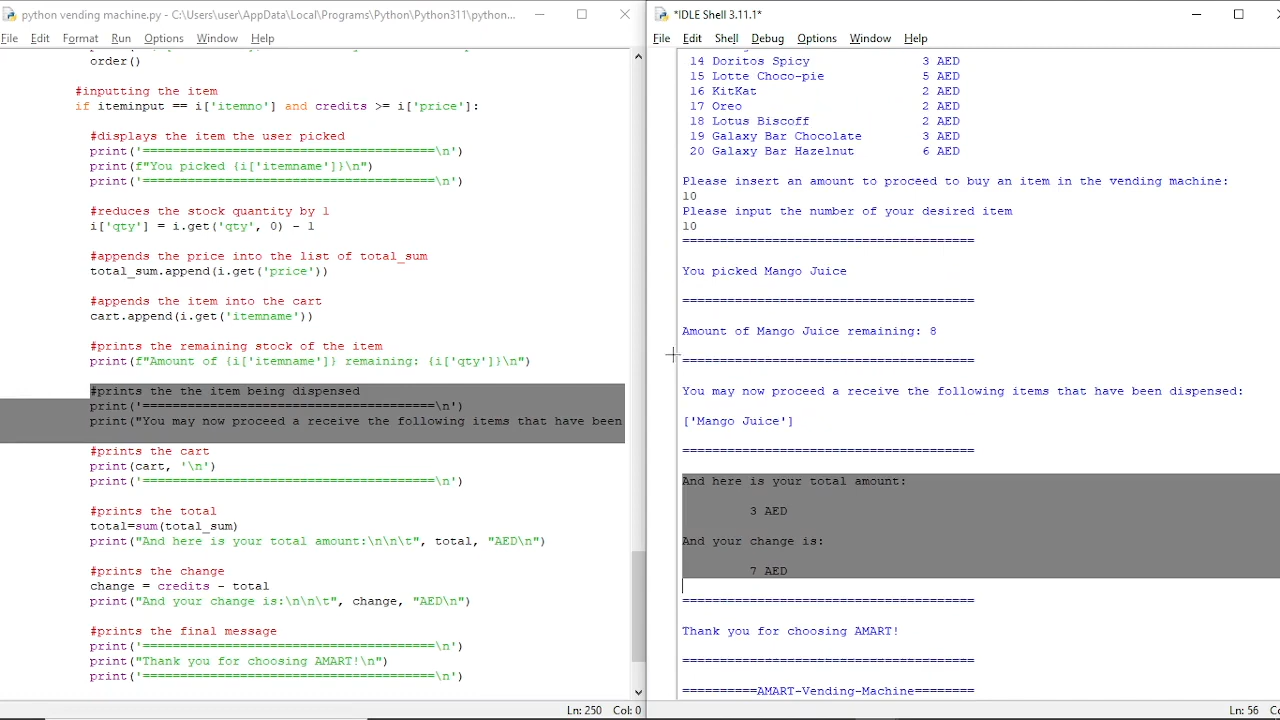 python vending machine.py - C:\Users\user\AppData\Local\Programs\Python\Python311\python...
File Edit Format Run Options Window Help
order()
#inputting the item
if iteminput == i['itemno'] and credits >= i['price']:
#displays the item the user picked
print('=======================================\n')
print(f"You picked {i['itemname']}\n")
print('=======================================\n')
#reduces the stock quantity by 1
i['qty'] = i.get('qty', 0) - 1
#appends the price into the list of total_sum
total_sum.append(i.get('price'))
#appends the item into the cart
cart.append(i.get('itemname'))
#prints the remaining stock of the item
print(f"Amount of {i['itemname']} remaining: {i['qty']}\n")
#prints the the item being dispensed
print('=======================================\n')
print("You may now proceed a receive the following items that have been
#prints the cart
print(cart, '\n')
print('=======================================\n')
#prints the total
total=sum(total_sum)
print("And here is your total amount:\n\n\t", total, "AED\n")
#prints the change
change = credits - total
print("And your change is:\n\n\t", change, "AED\n")
#prints the final message
print('=======================================\n')
print("Thank you for choosing AMART!\n")
print('=======================================\n')
Ln: 250 Col: 0
*IDLE Shell 3.11.1*
File Edit Shell Debug Options Window Help
14 Doritos Spicy 3 AED
15 Lotte Choco-pie 5 AED
16 KitKat 2 AED
17 Oreo 2 AED
18 Lotus Biscoff 2 AED
19 Galaxy Bar Chocolate 3 AED
20 Galaxy Bar Hazelnut 6 AED
Please insert an amount to proceed to buy an item in the vending machine:
10
Please input the number of your desired item
10
=======================================
You picked Mango Juice
=======================================
Amount of Mango Juice remaining: 8
=======================================
You may now proceed a receive the following items that have been dispensed:
['Mango Juice']
=======================================
And here is your total amount:
3 AED
And your change is:
7 AED
=======================================
Thank you for choosing AMART!
=======================================
==========AMART-Vending-Machine========
Ln: 56